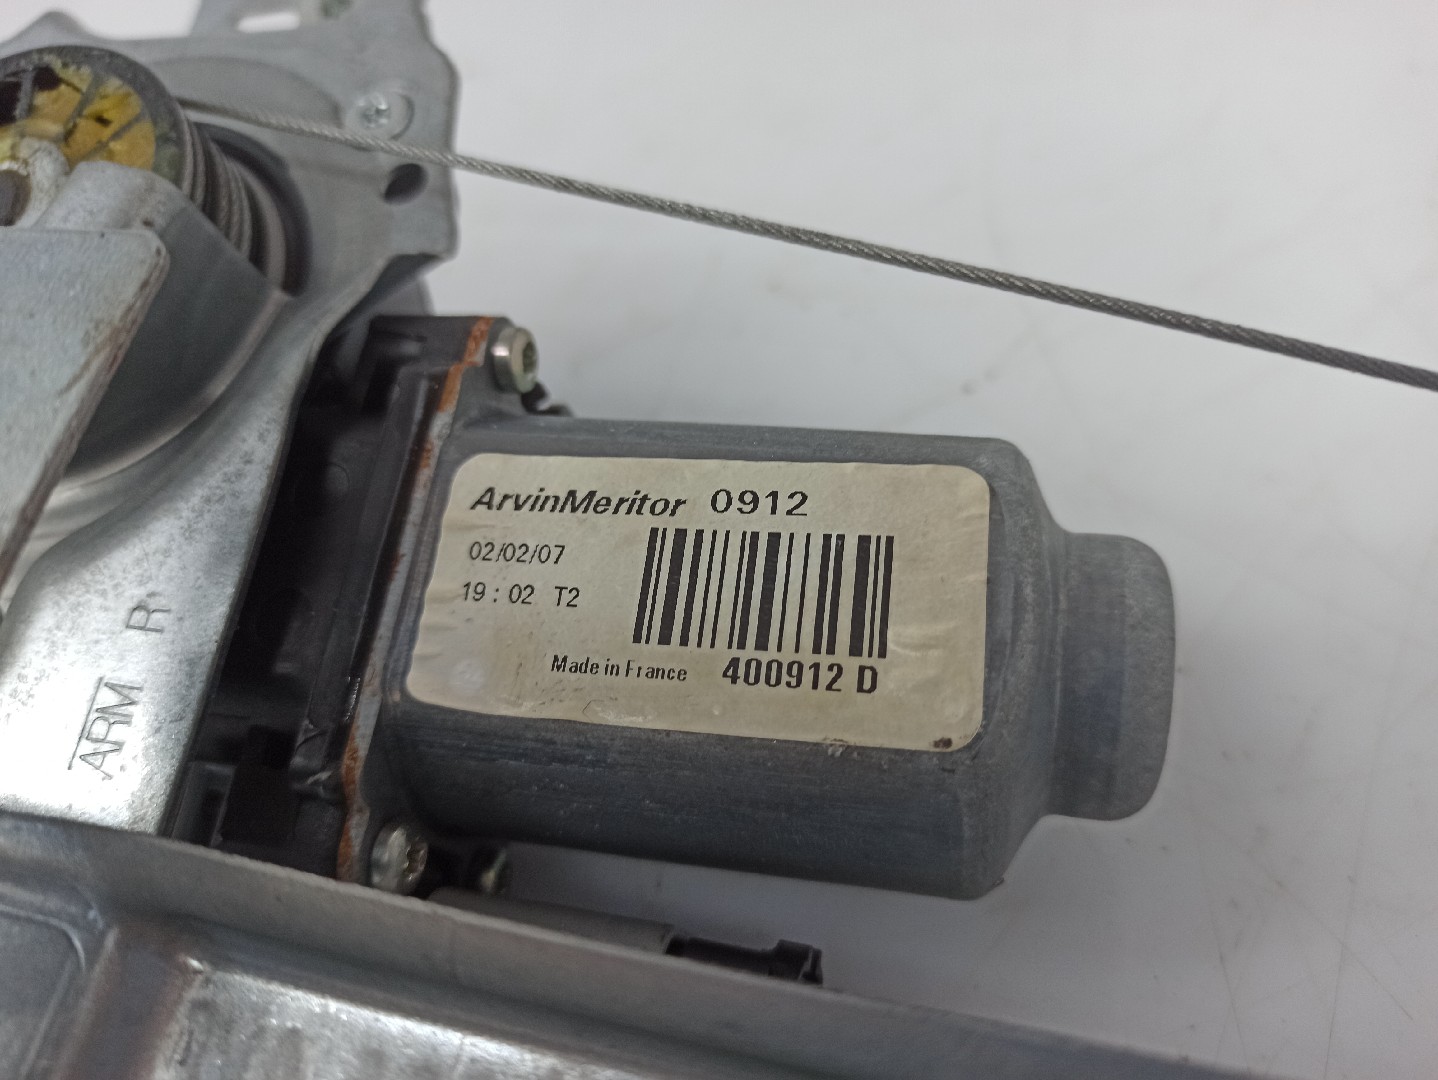 ArvinMeritor 0912
02/02/07
19:02 T2
Made in France 400912 D
ARM R